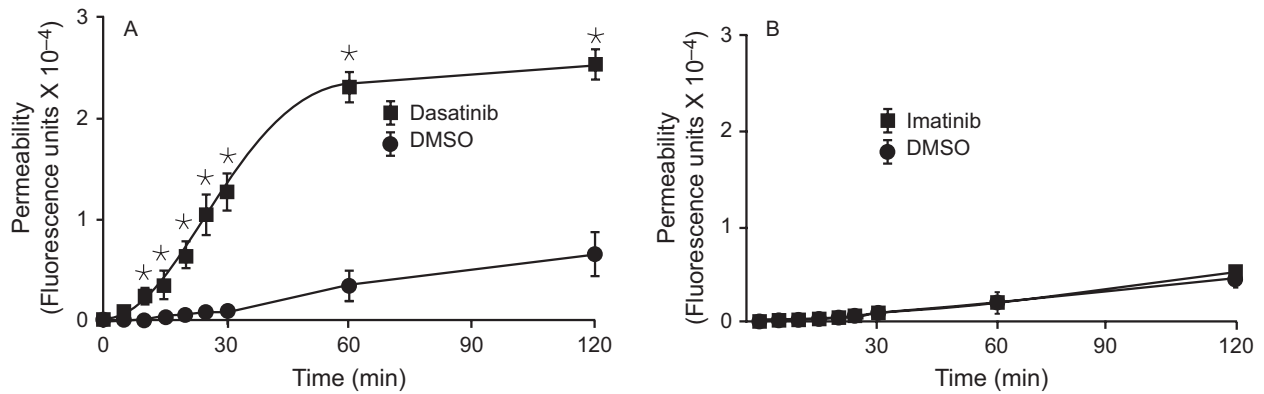 A
Permeability
(Fluorescence units X 10–4)
3
2
1
0
Dasatinib
DMSO
0
30
60
90
120
Time (min)
B
Permeability
(Fluorescence units X 10–4)
3
2
1
0
Imatinib
DMSO
30
60
90
120
Time (min)